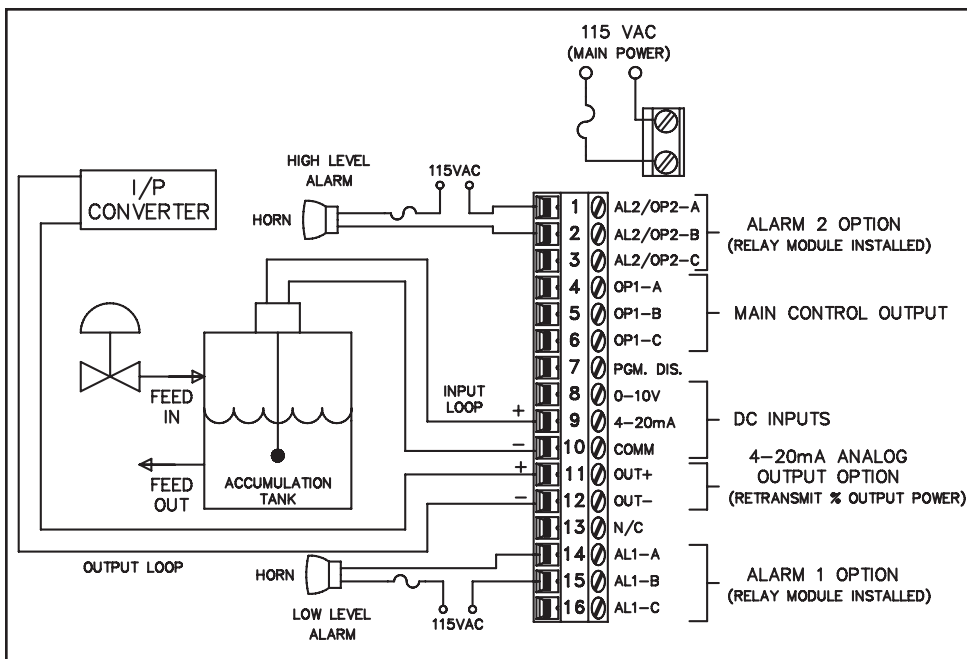 115 VAC
(MAIN POWER)
HIGH LEVEL
ALARM
HORN
115VAC
I/P
CONVERTER
1 AL2/OP2-A
2 AL2/OP2-B
3 AL2/OP2-C
ALARM 2 OPTION
(RELAY MODULE INSTALLED)
4 OP1-A
5 OP1-B
6 OP1-C
MAIN CONTROL OUTPUT
7 PGM. DIS.
8 0-10V
9 4-20mA
10 COMM
DC INPUTS
INPUT
LOOP
+
-
FEED
IN
FEED
OUT
ACCUMULATION
TANK
+
-
11 OUT+
12 OUT-
4-20mA ANALOG
OUTPUT OPTION
(RETRANSMIT % OUTPUT POWER)
13 N/C
OUTPUT LOOP
14 AL1-A
15 AL1-B
16 AL1-C
ALARM 1 OPTION
(RELAY MODULE INSTALLED)
HORN
LOW LEVEL
ALARM
115VAC